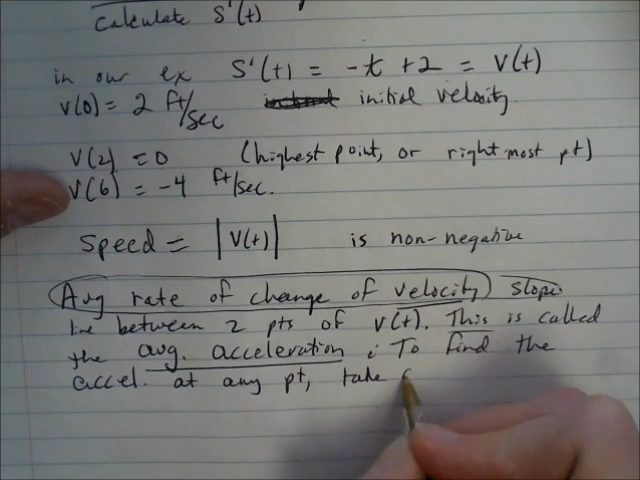 calculate S'(t)
in our ex S'(t) = -t + 2 = V(t)
V(0) = 2 ft/sec initial velocity.
V(2) = 0 (highest point, or right most pt)
V(6) = -4 ft/sec.
Speed = |V(t)| is non-negative
Avg rate of change of velocity) slope
line between 2 pts of V(t). This is called
the avg. acceleration ; To find the
accel. at any pt, take